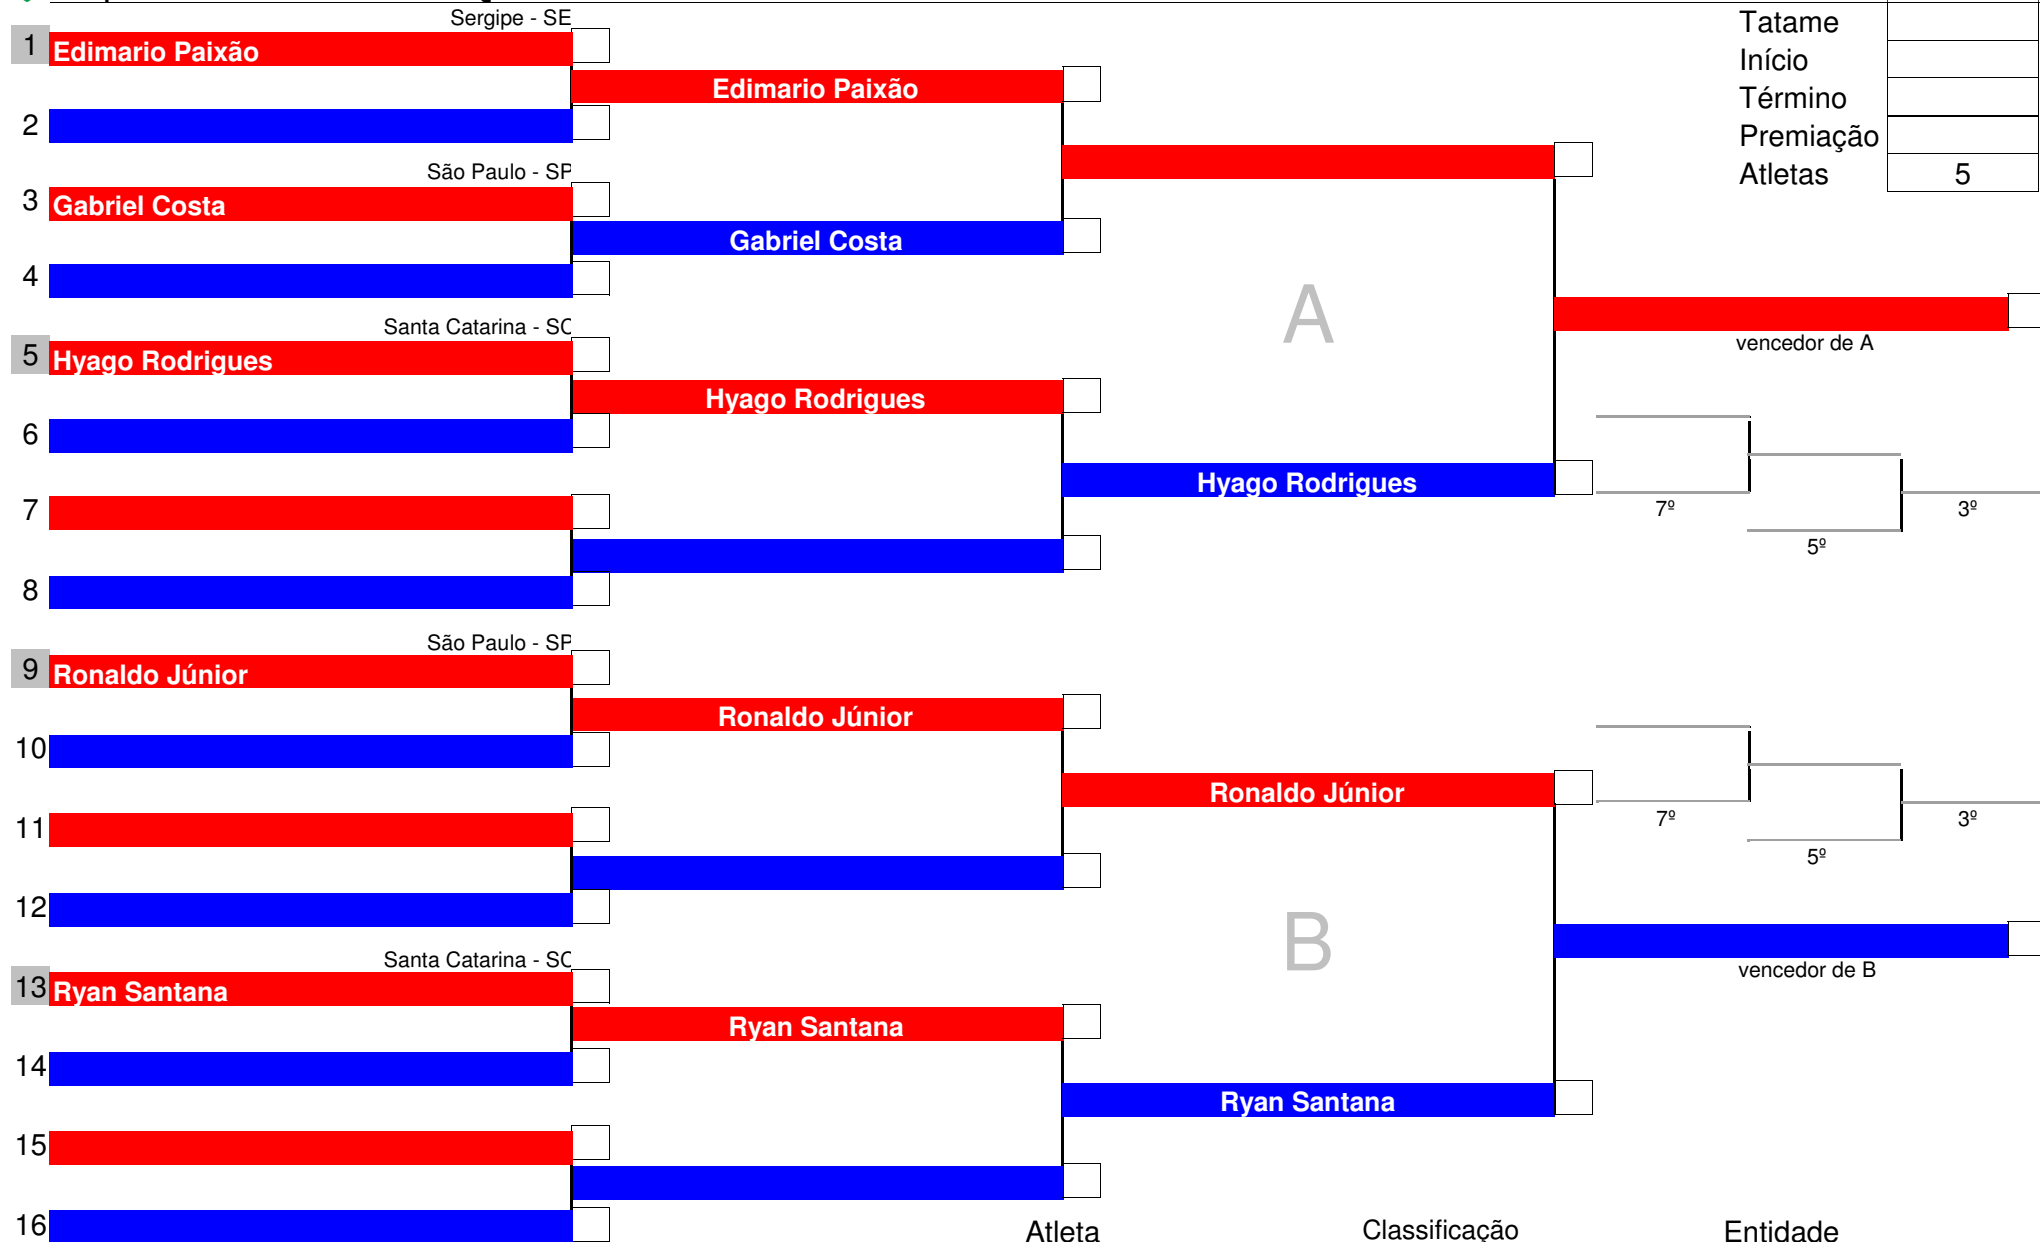 Sergipe - SE
1 Edimario Paixão
Edimario Paixão
2
São Paulo - SP
3 Gabriel Costa
Gabriel Costa
4
Santa Catarina - SC
5 Hyago Rodrigues
Hyago Rodrigues
6
Hyago Rodrigues
7
8
São Paulo - SP
9 Ronaldo Júnior
Ronaldo Júnior
10
Ronaldo Júnior
11
12
Santa Catarina - SC
13 Ryan Santana
Ryan Santana
14
Ryan Santana
15
16
A
B
Tatame
Início
Término
Premiação
Atletas 5
vencedor de A
7º
3º
5º
7º
3º
5º
vencedor de B
Atleta Classificação Entidade